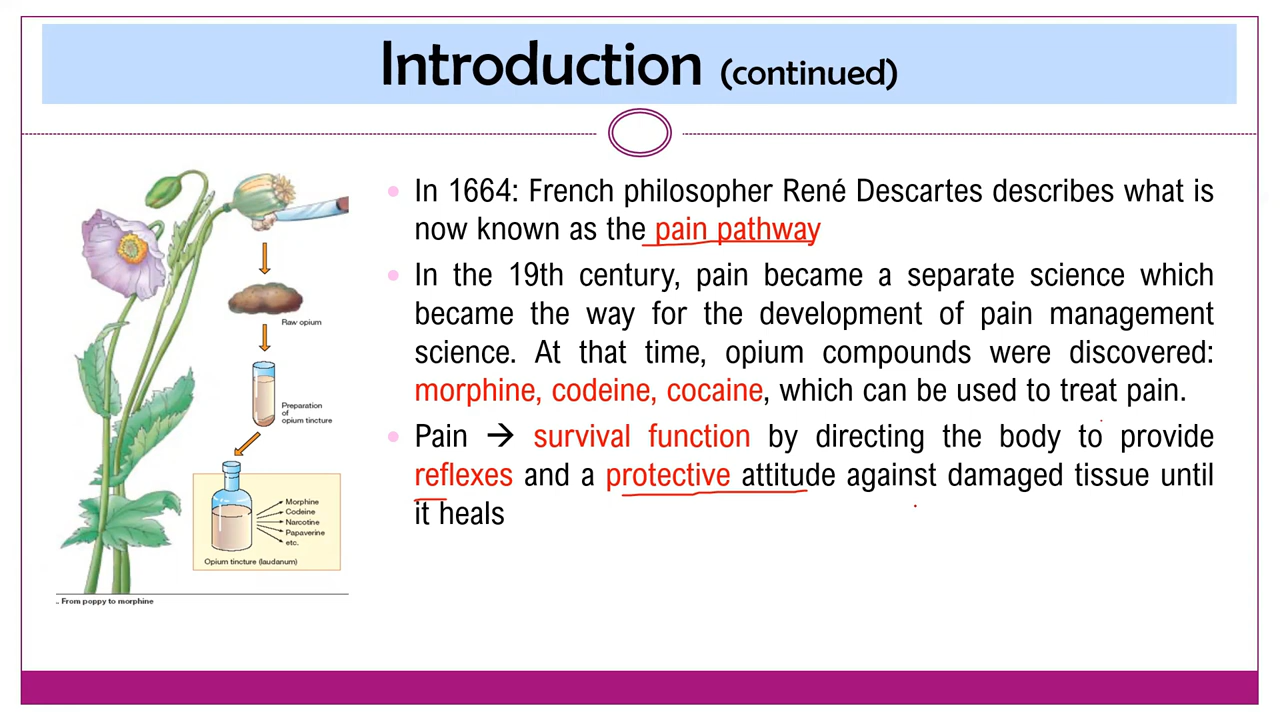 Introduction (continued)
• In 1664: French philosopher René Descartes describes what is
now known as the pain pathway
• In the 19th century, pain became a separate science which
became the way for the development of pain management
science. At that time, opium compounds were discovered:
morphine, codeine, cocaine, which can be used to treat pain.
• Pain → survival function by directing the body to provide
reflexes and a protective attitude against damaged tissue until
it heals
Raw opium
Preparation
of
opium tincture
Morphine
Codeine
Narcotine
Papaverine
etc.
Opium tincture (laudanum)
.. From poppy to morphine